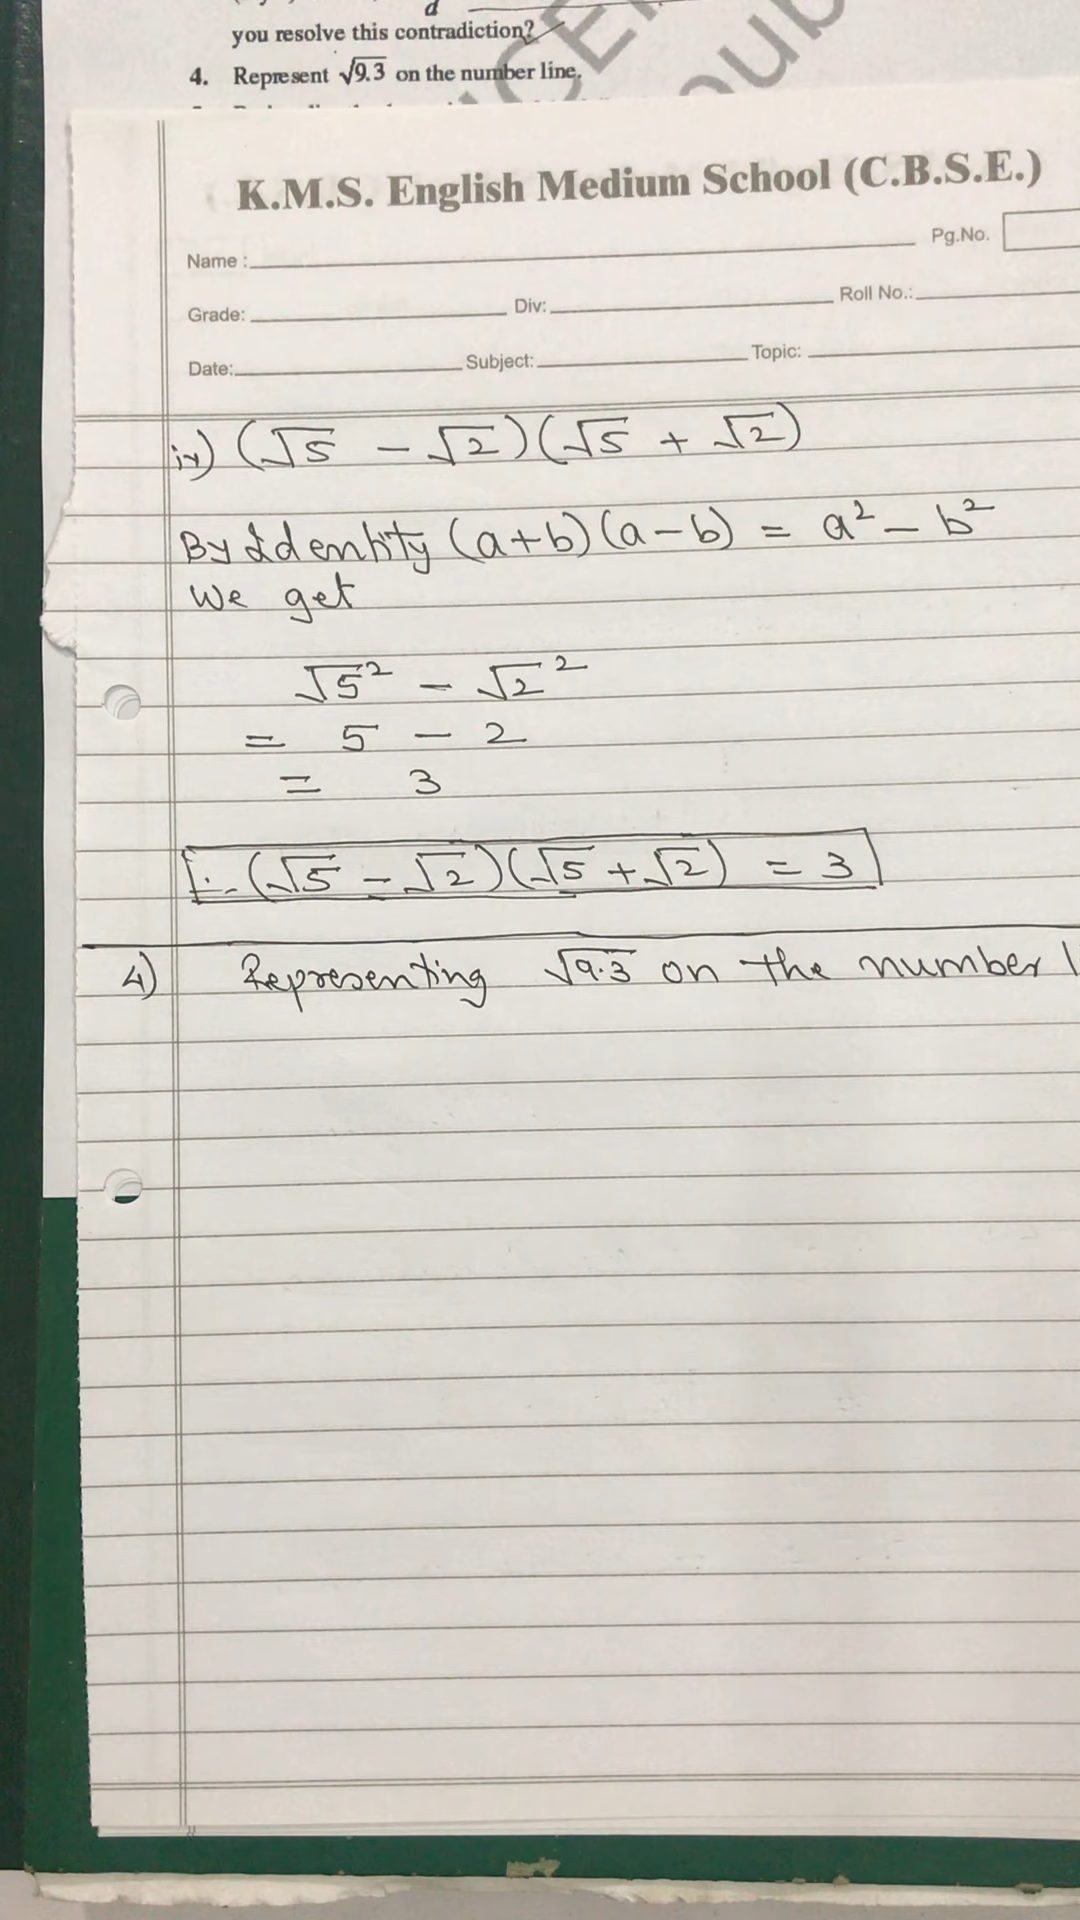 d
you resolve this contradiction?
4. Represent √9.3 on the number line.
K.M.S. English Medium School (C.B.S.E.)
Pg.No.
Name :
Grade: Div: Roll No.:
Date: Subject: Topic:
iv) (√5 - √2)(√5 + √2)
By Identity (a+b)(a-b) = a² - b²
We get
√5² - √2²
= 5 - 2
= 3
∴ (√5 - √2)(√5 + √2) = 3
4) Representing √9.3 on the number